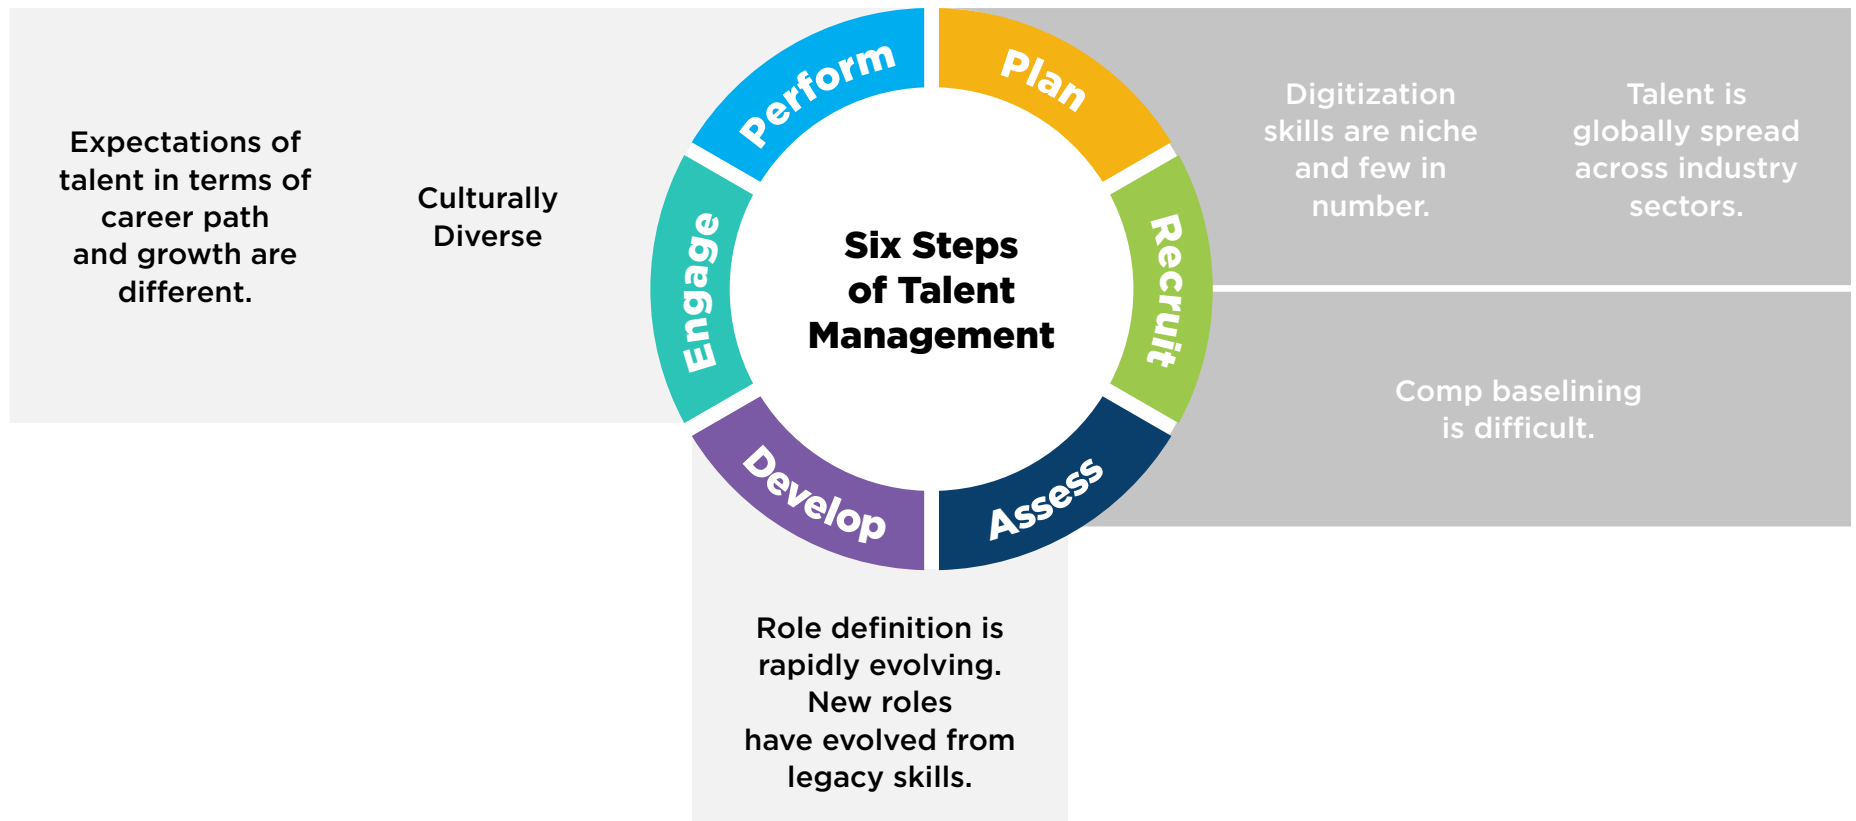 Expectations of
talent in terms of
career path
and growth are
different.
Culturally
Diverse
Perform
Plan
Recruit
Assess
Develop
Engage
Six Steps
of Talent
Management
Digitization
skills are niche
and few in
number.
Talent is
globally spread
across industry
sectors.
Comp baselining
is difficult.
Role definition is
rapidly evolving.
New roles
have evolved from
legacy skills.